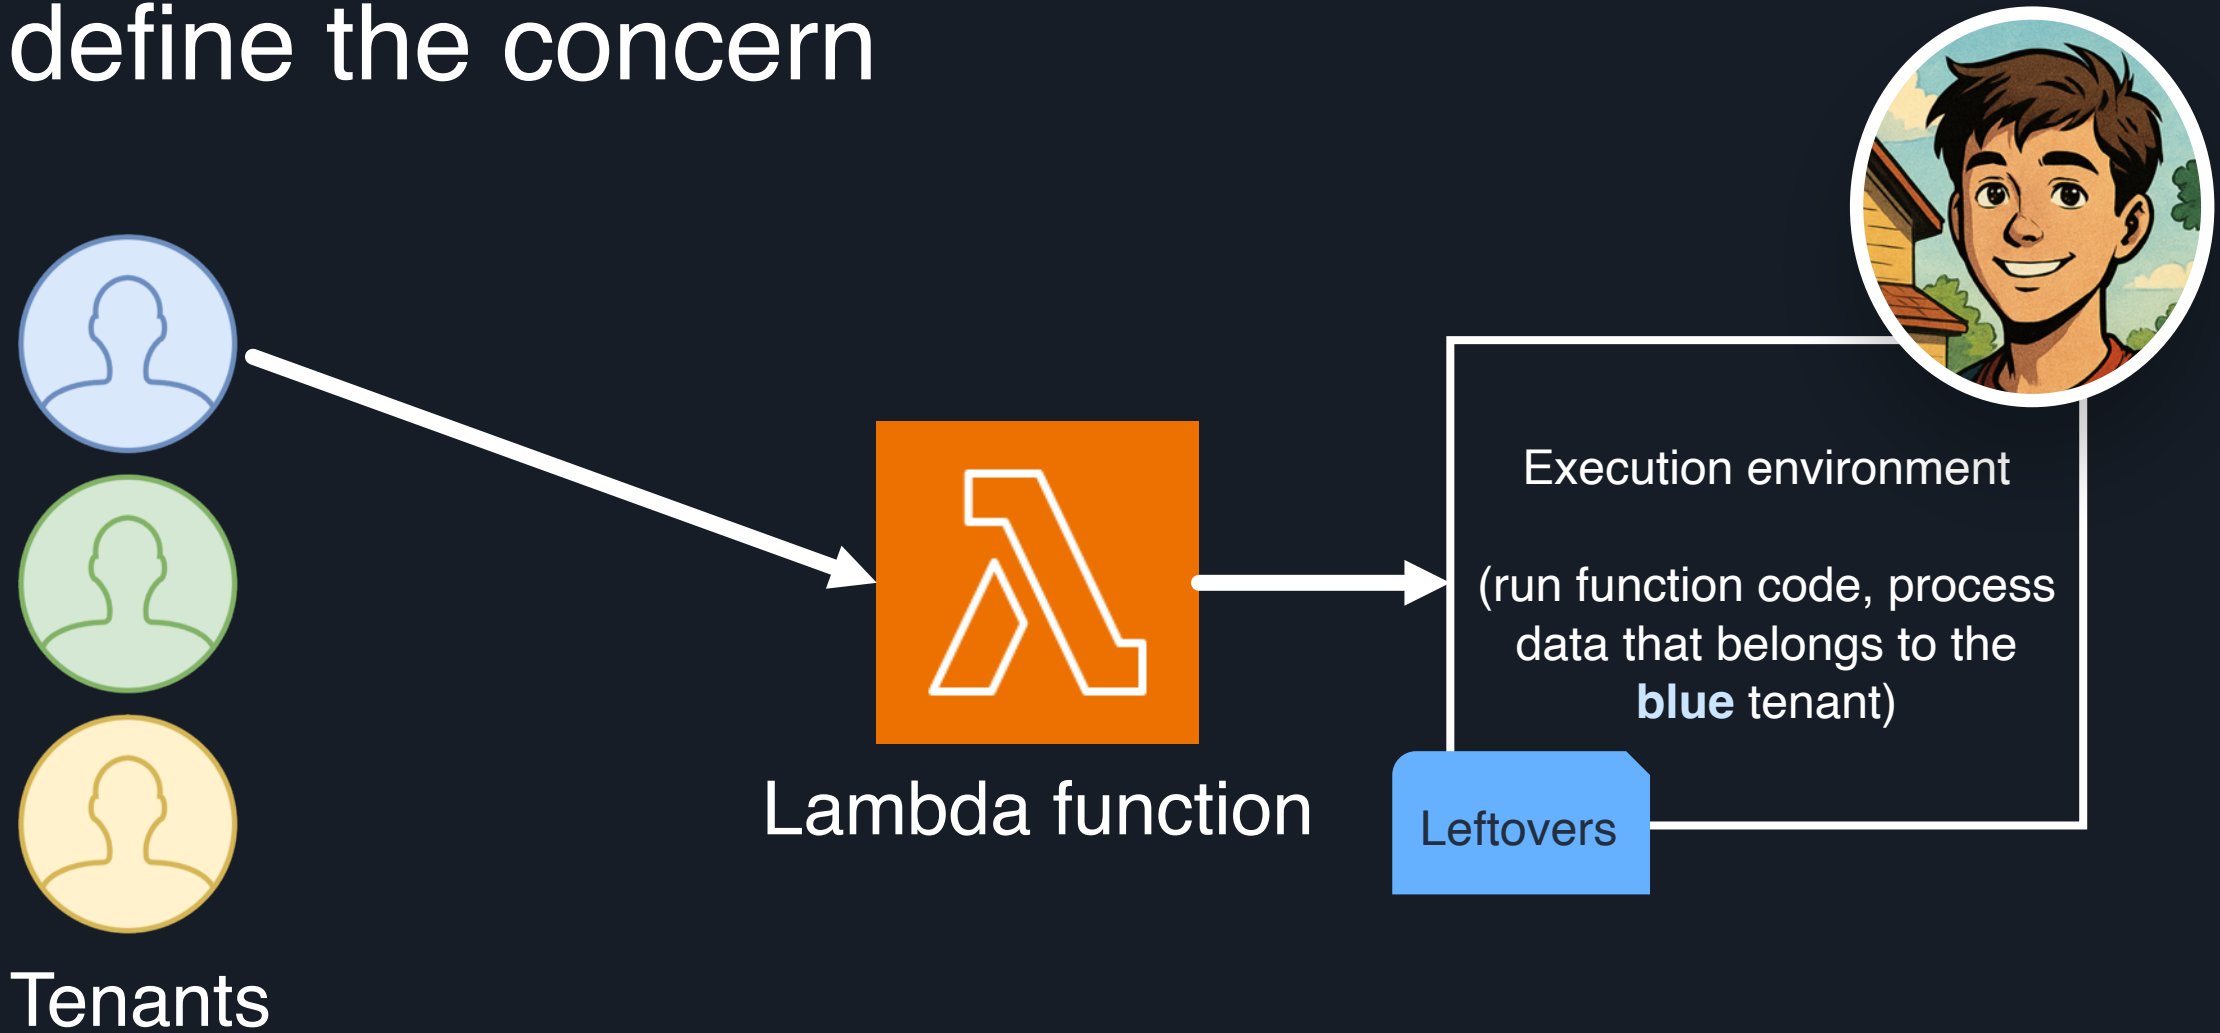 define the concern
Execution environment
(run function code, process
data that belongs to the
blue tenant)
Lambda function
Leftovers
Tenants